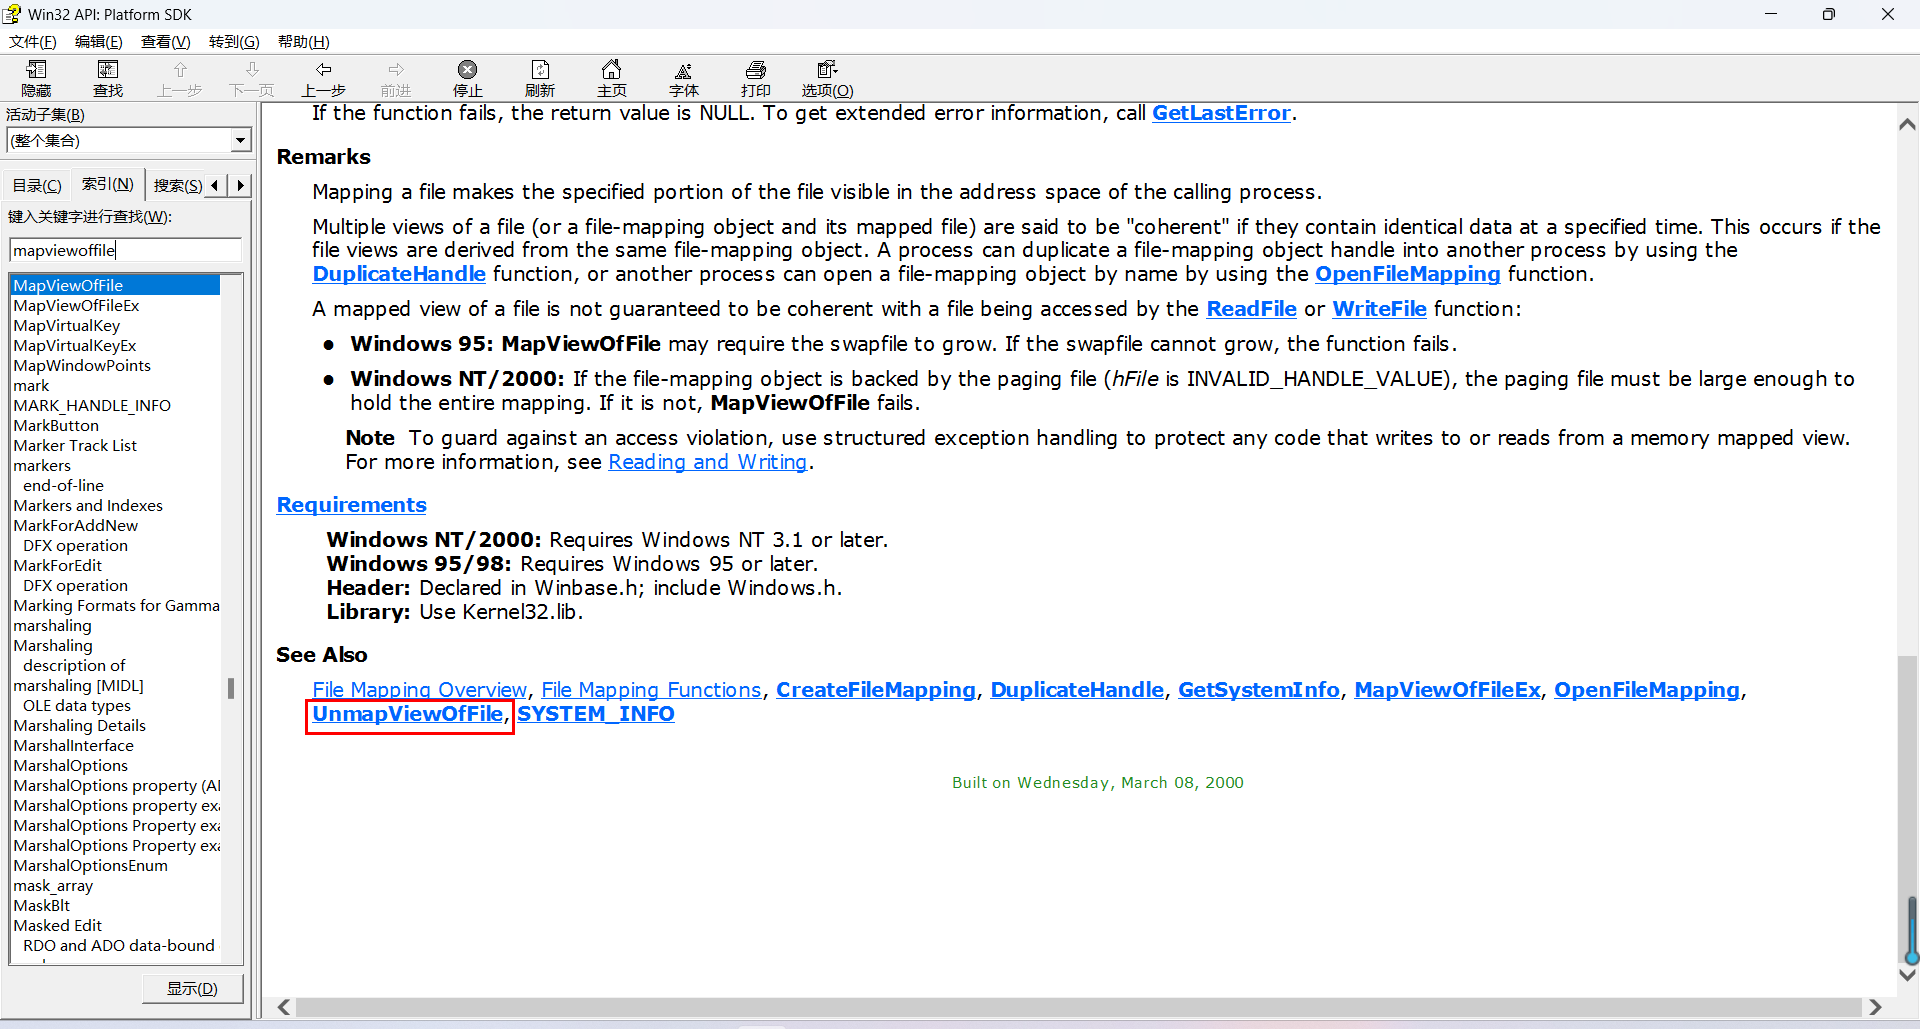 Win32 API: Platform SDK
文件(F) 编辑(E) 查看(V) 转到(G) 帮助(H)
隐藏 查找 上一步 下一页 上一步 前进 停止 刷新 主页 字体 打印 选项(O)
活动子集(B)
(整个集合)
目录(C) 索引(N) 搜索(S)
键入关键字进行查找(W):
mapviewoffile
MapViewOfFile
MapViewOfFileEx
MapVirtualKey
MapVirtualKeyEx
MapWindowPoints
mark
MARK_HANDLE_INFO
MarkButton
Marker Track List
markers
end-of-line
Markers and Indexes
MarkForAddNew
DFX operation
MarkForEdit
DFX operation
Marking Formats for Gamma
marshaling
Marshaling
description of
marshaling [MIDL]
OLE data types
Marshaling Details
MarshalInterface
MarshalOptions
MarshalOptions property (Al
MarshalOptions property exa
MarshalOptions Property exa
MarshalOptions Property exa
MarshalOptionsEnum
mask_array
MaskBlt
Masked Edit
RDO and ADO data-bound
显示(D)
If the function fails, the return value is NULL. To get extended error information, call GetLastError.
Remarks
Mapping a file makes the specified portion of the file visible in the address space of the calling process.
Multiple views of a file (or a file-mapping object and its mapped file) are said to be "coherent" if they contain identical data at a specified time. This occurs if the
file views are derived from the same file-mapping object. A process can duplicate a file-mapping object handle into another process by using the
DuplicateHandle function, or another process can open a file-mapping object by name by using the OpenFileMapping function.
A mapped view of a file is not guaranteed to be coherent with a file being accessed by the ReadFile or WriteFile function:
● Windows 95: MapViewOfFile may require the swapfile to grow. If the swapfile cannot grow, the function fails.
● Windows NT/2000: If the file-mapping object is backed by the paging file (hFile is INVALID_HANDLE_VALUE), the paging file must be large enough to
hold the entire mapping. If it is not, MapViewOfFile fails.
Note To guard against an access violation, use structured exception handling to protect any code that writes to or reads from a memory mapped view.
For more information, see Reading and Writing.
Requirements
Windows NT/2000: Requires Windows NT 3.1 or later.
Windows 95/98: Requires Windows 95 or later.
Header: Declared in Winbase.h; include Windows.h.
Library: Use Kernel32.lib.
See Also
File Mapping Overview, File Mapping Functions, CreateFileMapping, DuplicateHandle, GetSystemInfo, MapViewOfFileEx, OpenFileMapping,
UnmapViewOfFile, SYSTEM_INFO
Built on Wednesday, March 08, 2000